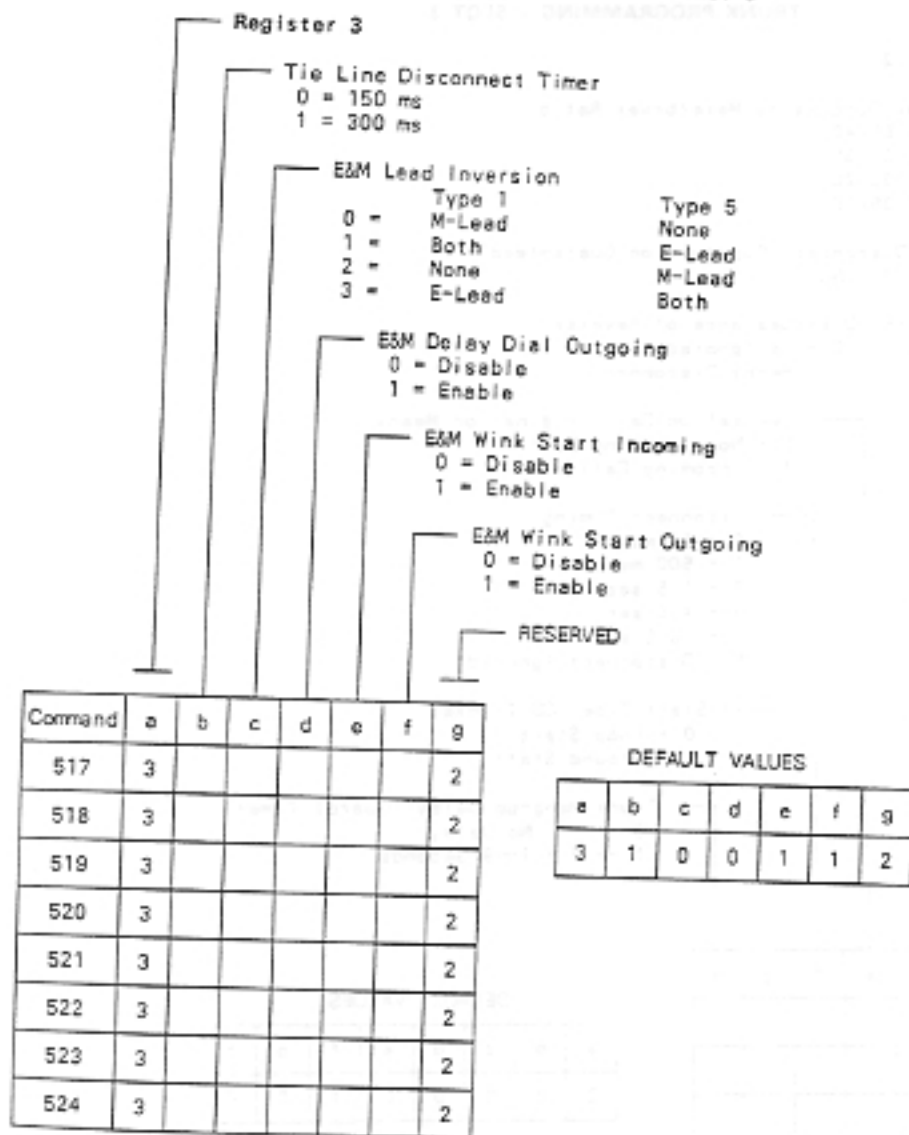 Register 3
Tie Line Disconnect Timer
0 = 150 ms
1 = 300 ms
E&M Lead Inversion
Type 1 Type 5
0 = M-Lead None
1 = Both E-Lead
2 = None M-Lead
3 = E-Lead Both
E&M Delay Dial Outgoing
0 = Disable
1 = Enable
E&M Wink Start Incoming
0 = Disable
1 = Enable
E&M Wink Start Outgoing
0 = Disable
1 = Enable
RESERVED
Command a b c d e f g
517 3 2
518 3 2
519 3 2
520 3 2
521 3 2
522 3 2
523 3 2
524 3 2
DEFAULT VALUES
a b c d e f g
3 1 0 0 1 1 2